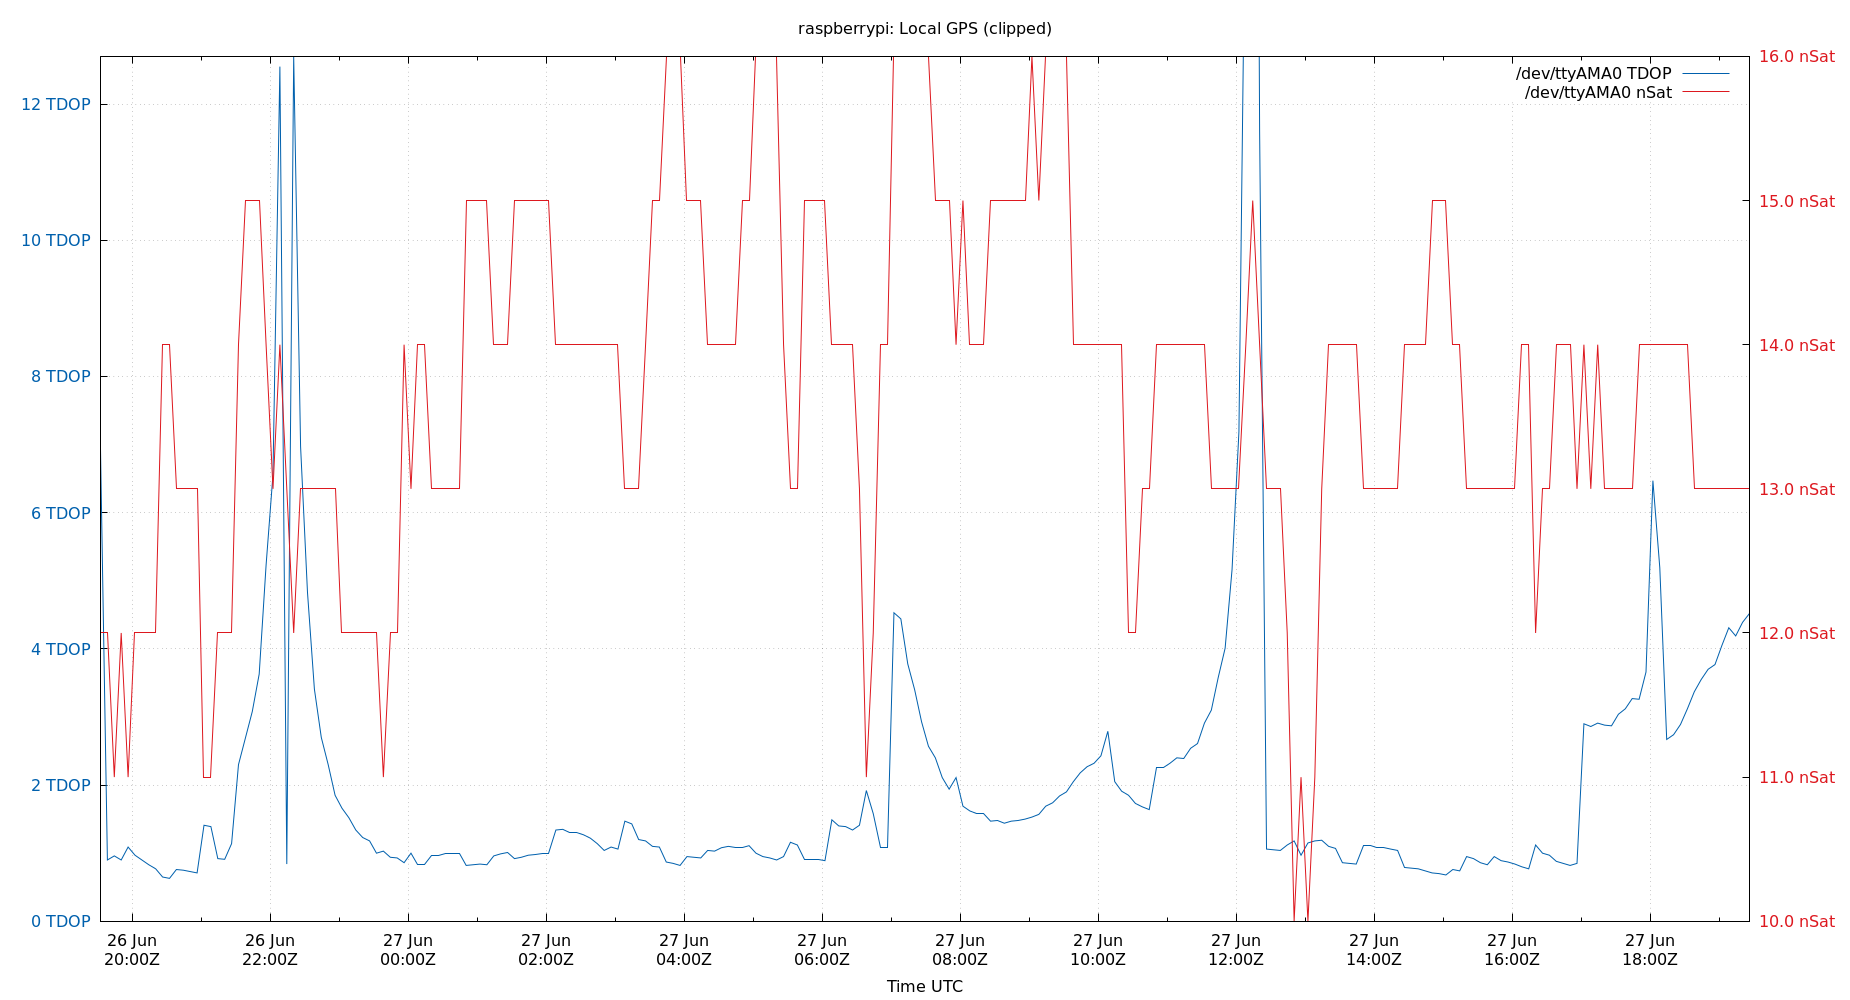 raspberrypi: Local GPS (clipped)
/dev/ttyAMA0 TDOP
/dev/ttyAMA0 nSat
12 TDOP
10 TDOP
8 TDOP
6 TDOP
4 TDOP
2 TDOP
0 TDOP
16.0 nSat
15.0 nSat
14.0 nSat
13.0 nSat
12.0 nSat
11.0 nSat
10.0 nSat
26 Jun
20:00Z
26 Jun
22:00Z
27 Jun
00:00Z
27 Jun
02:00Z
27 Jun
04:00Z
27 Jun
06:00Z
27 Jun
08:00Z
27 Jun
10:00Z
27 Jun
12:00Z
27 Jun
14:00Z
27 Jun
16:00Z
27 Jun
18:00Z
Time UTC